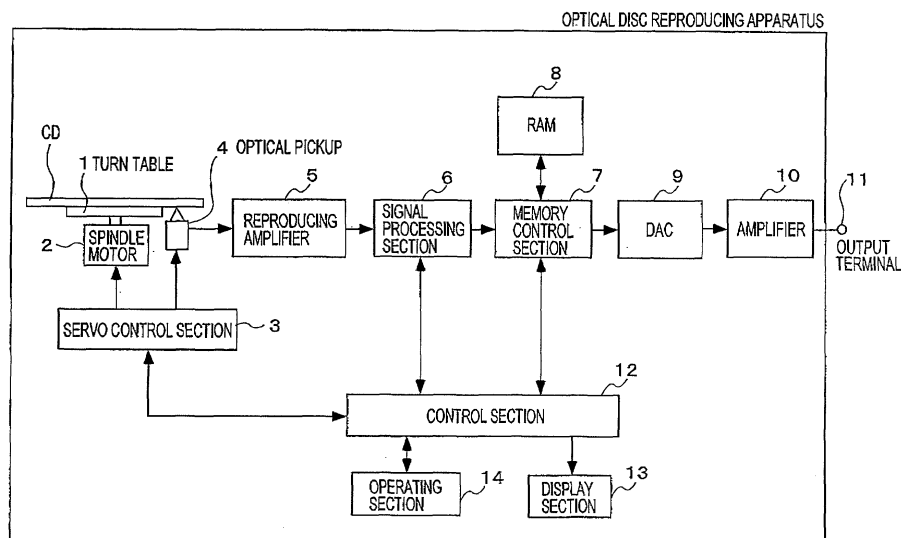 OPTICAL DISC REPRODUCING APPARATUS
8
RAM
CD
1 TURN TABLE
4 OPTICAL PICKUP
5
REPRODUCING
AMPLIFIER
6
SIGNAL
PROCESSING
SECTION
7
MEMORY
CONTROL
SECTION
9
DAC
10
AMPLIFIER
11
OUTPUT
TERMINAL
2
SPINDLE
MOTOR
SERVO CONTROL SECTION
3
12
CONTROL SECTION
OPERATING
SECTION
14
DISPLAY
SECTION
13